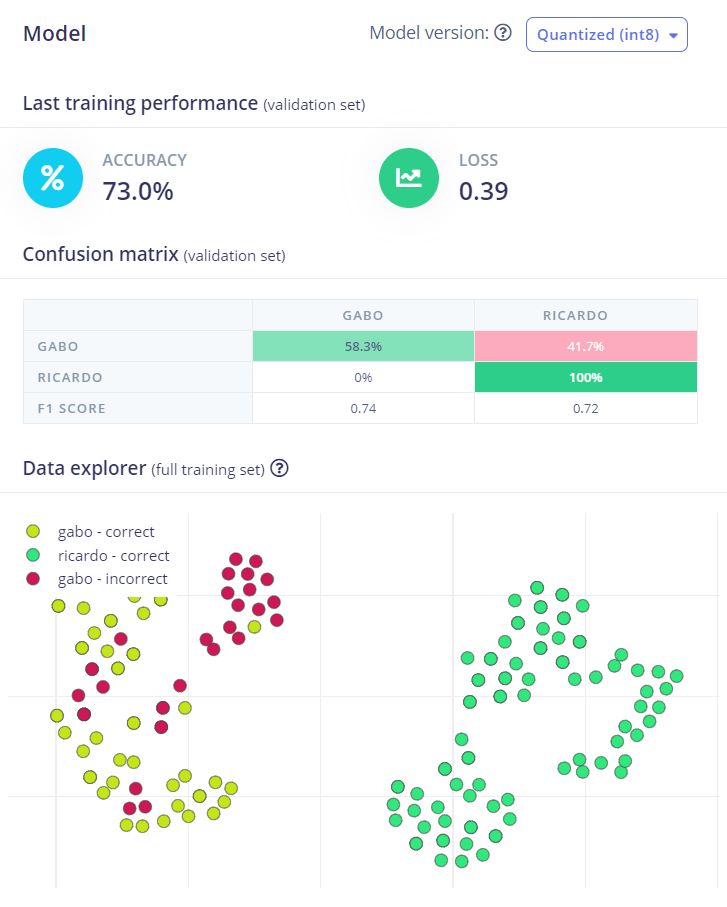 Model
Model version: ? Quantized (int8)
Last training performance (validation set)
% ACCURACY LOSS
73.0% 0.39
Confusion matrix (validation set)
GABO RICARDO
GABO 58.3% 41.7%
RICARDO 0% 100%
F1 SCORE 0.74 0.72
Data explorer (full training set) ?
gabo - correct
ricardo - correct
gabo - incorrect